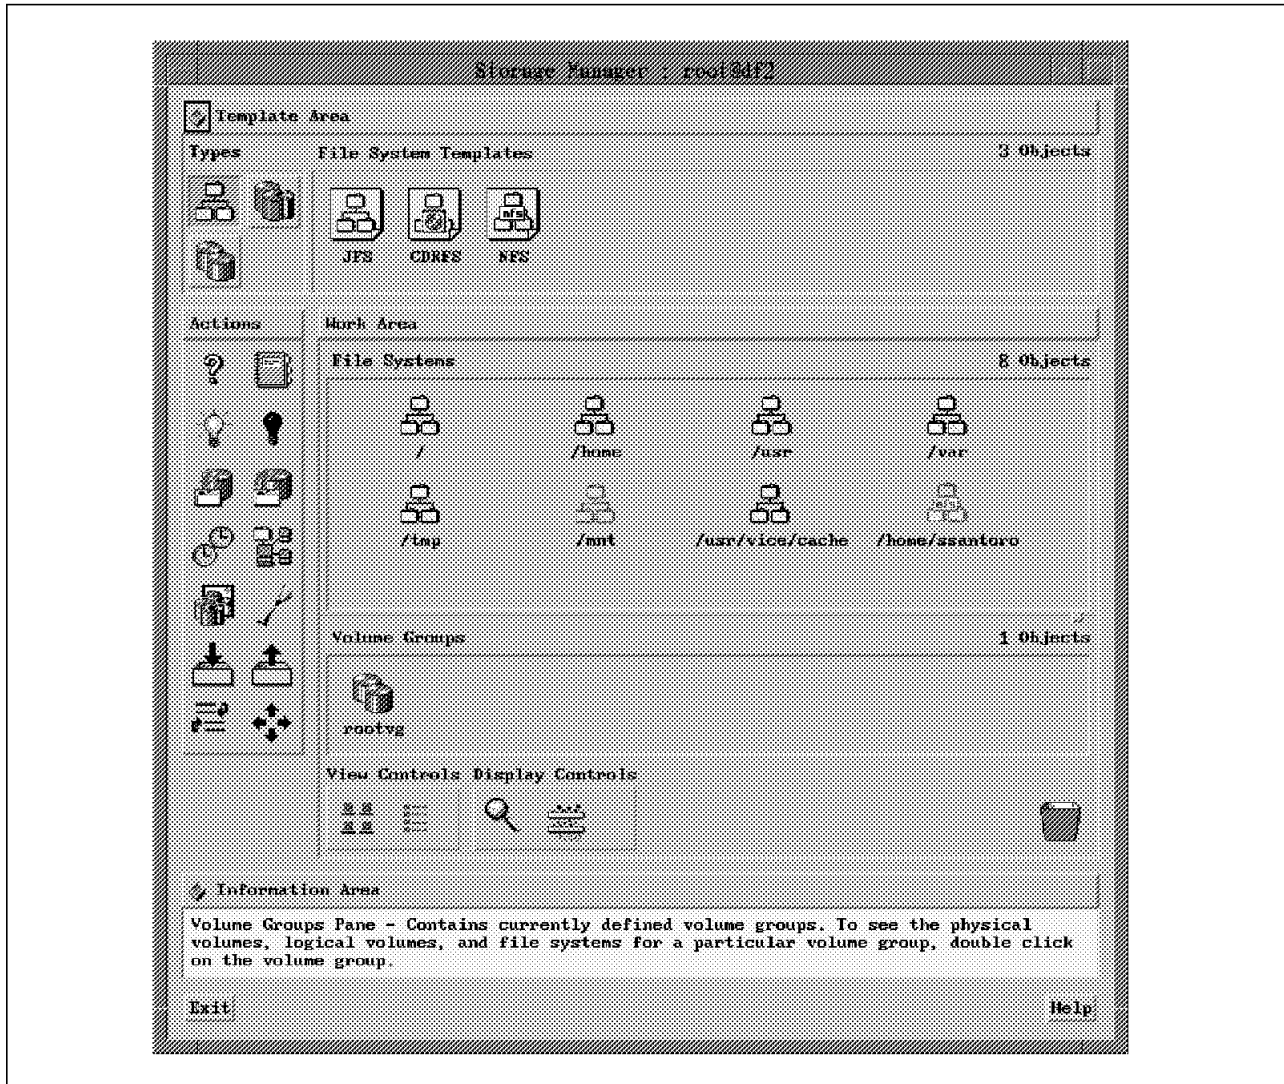 Storage Manager : root@df2
Template Area
Types File System Templates 3 Objects
JFS CDRFS NFS
Actions Work Area
File Systems 8 Objects
/ /home /usr /var
nfs
/tmp /mnt /usr/vice/cache /home/ssantoro
Volume Groups 1 Objects
rootvg
View Controls Display Controls
Information Area
Volume Groups Pane - Contains currently defined volume groups. To see the physical
volumes, logical volumes, and file systems for a particular volume group, double click
on the volume group.
Exit Help